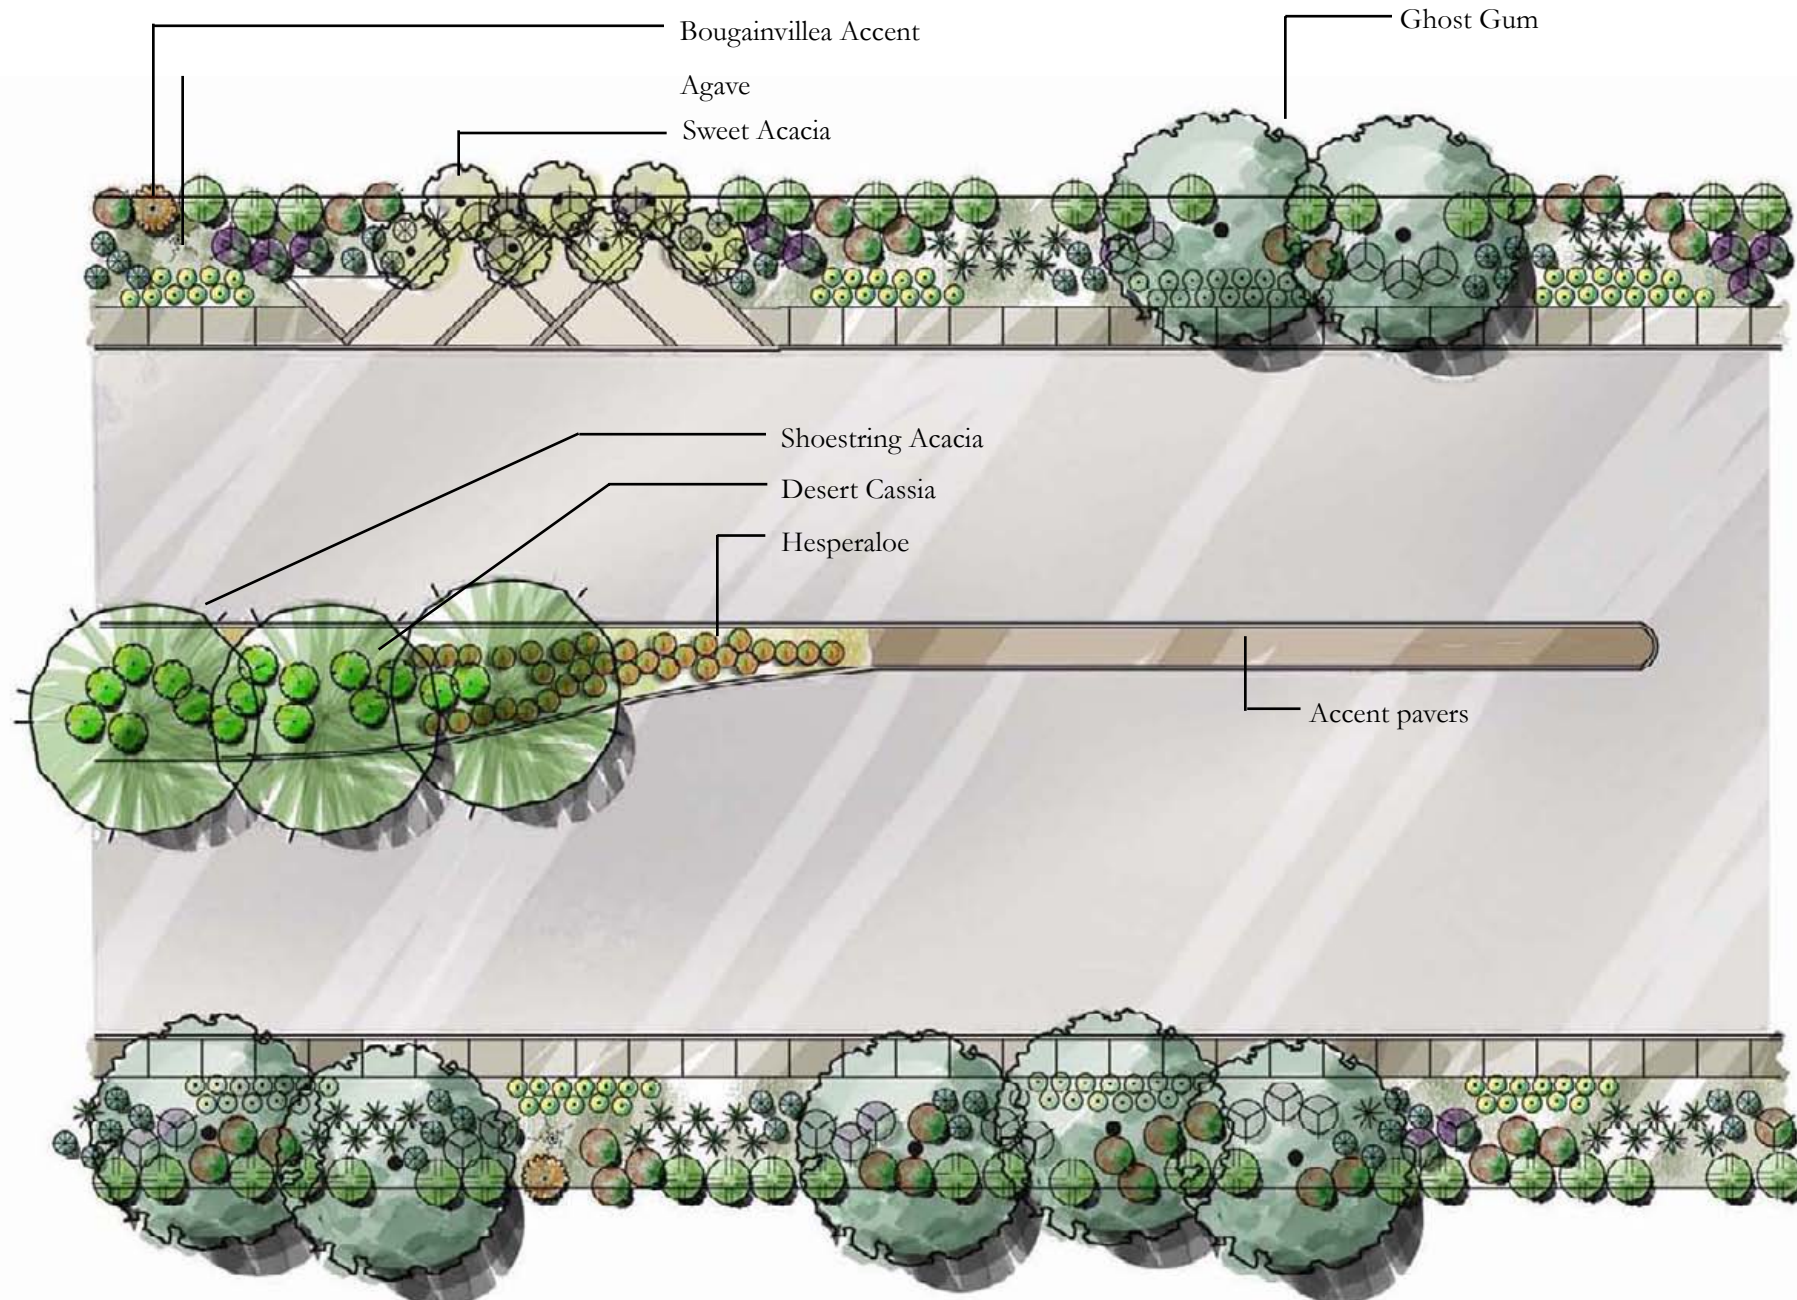 Bougainvillea Accent
Ghost Gum
Agave
Sweet Acacia
Shoestring Acacia
Desert Cassia
Hesperaloe
Accent pavers